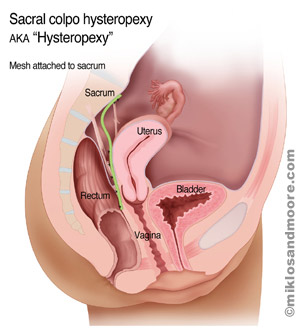 Sacral colpo hysteropexy
AKA “Hysteropexy”
Mesh attached to sacrum
Sacrum
Uterus
Rectum
Bladder
Vagina
©miklosandmoore.com